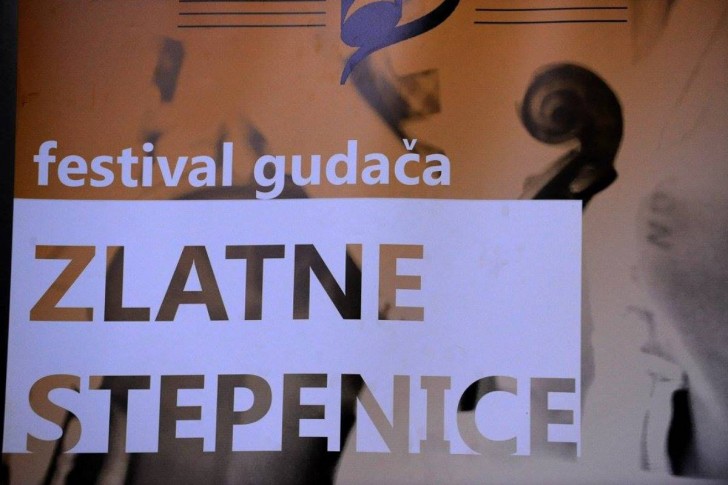 festival gudača
ZLATNE
STEPENICE